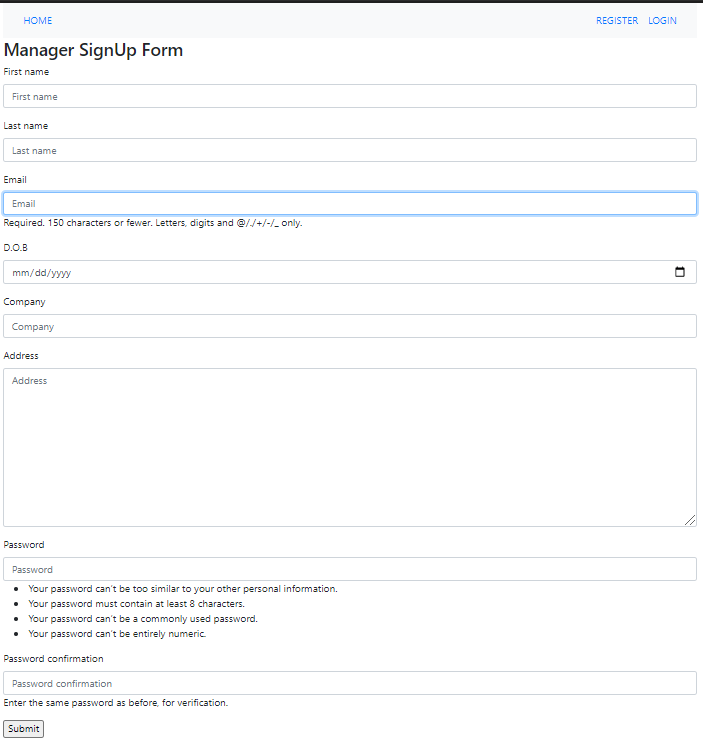 HOME REGISTER LOGIN
Manager SignUp Form
First name
First name
Last name
Last name
Email
Email
Required. 150 characters or fewer. Letters, digits and @/./+/-/_ only.
D.O.B
mm/dd/yyyy
Company
Company
Address
Address
Password
Password
Your password can't be too similar to your other personal information.
Your password must contain at least 8 characters.
Your password can't be a commonly used password.
Your password can't be entirely numeric.
Password confirmation
Password confirmation
Enter the same password as before, for verification.
Submit